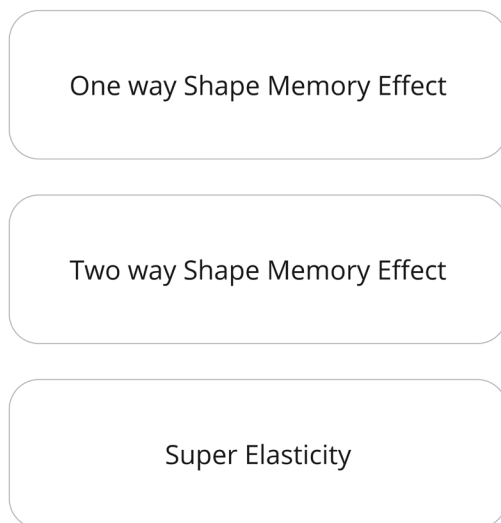 One way Shape Memory Effect
Two way Shape Memory Effect
Super Elasticity